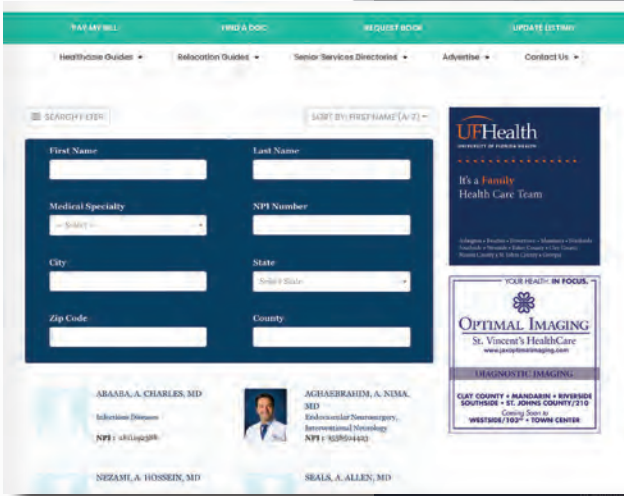 PAY MY BILL
FIND A DOC
REQUEST BOOK
UPDATE LISTING
Healthcare Guides
Relocation Guides
Senior Services Directories
Advertise
Contact Us
SEARCH FILTER
SORT BY: FIRST NAME (A-Z)
First Name
Last Name
Medical Specialty
-- Select --
NPI Number
City
State
Select State
Zip Code
County
UFHealth
UNIVERSITY OF FLORIDA HEALTH
It's a Family
Health Care Team
YOUR HEALTH. IN FOCUS.
OPTIMAL IMAGING
St. Vincent's HealthCare
www.jaxoptimalimaging.com
DIAGNOSTIC IMAGING
CLAY COUNTY • MANDARIN • RIVERSIDE
SOUTHSIDE • ST. JOHNS COUNTY/210
Coming Soon to
WESTSIDE/103RD • TOWN CENTER
ABAABA, A. CHARLES, MD
Infectious Diseases
NPI :
AGHAEBRAHIM, A. NIMA,
MD
Endovascular Neurosurgery,
Interventional Neurology
NPI :
NEZAMI, A. HOSSEIN, MD
SEALS, A. ALLEN, MD